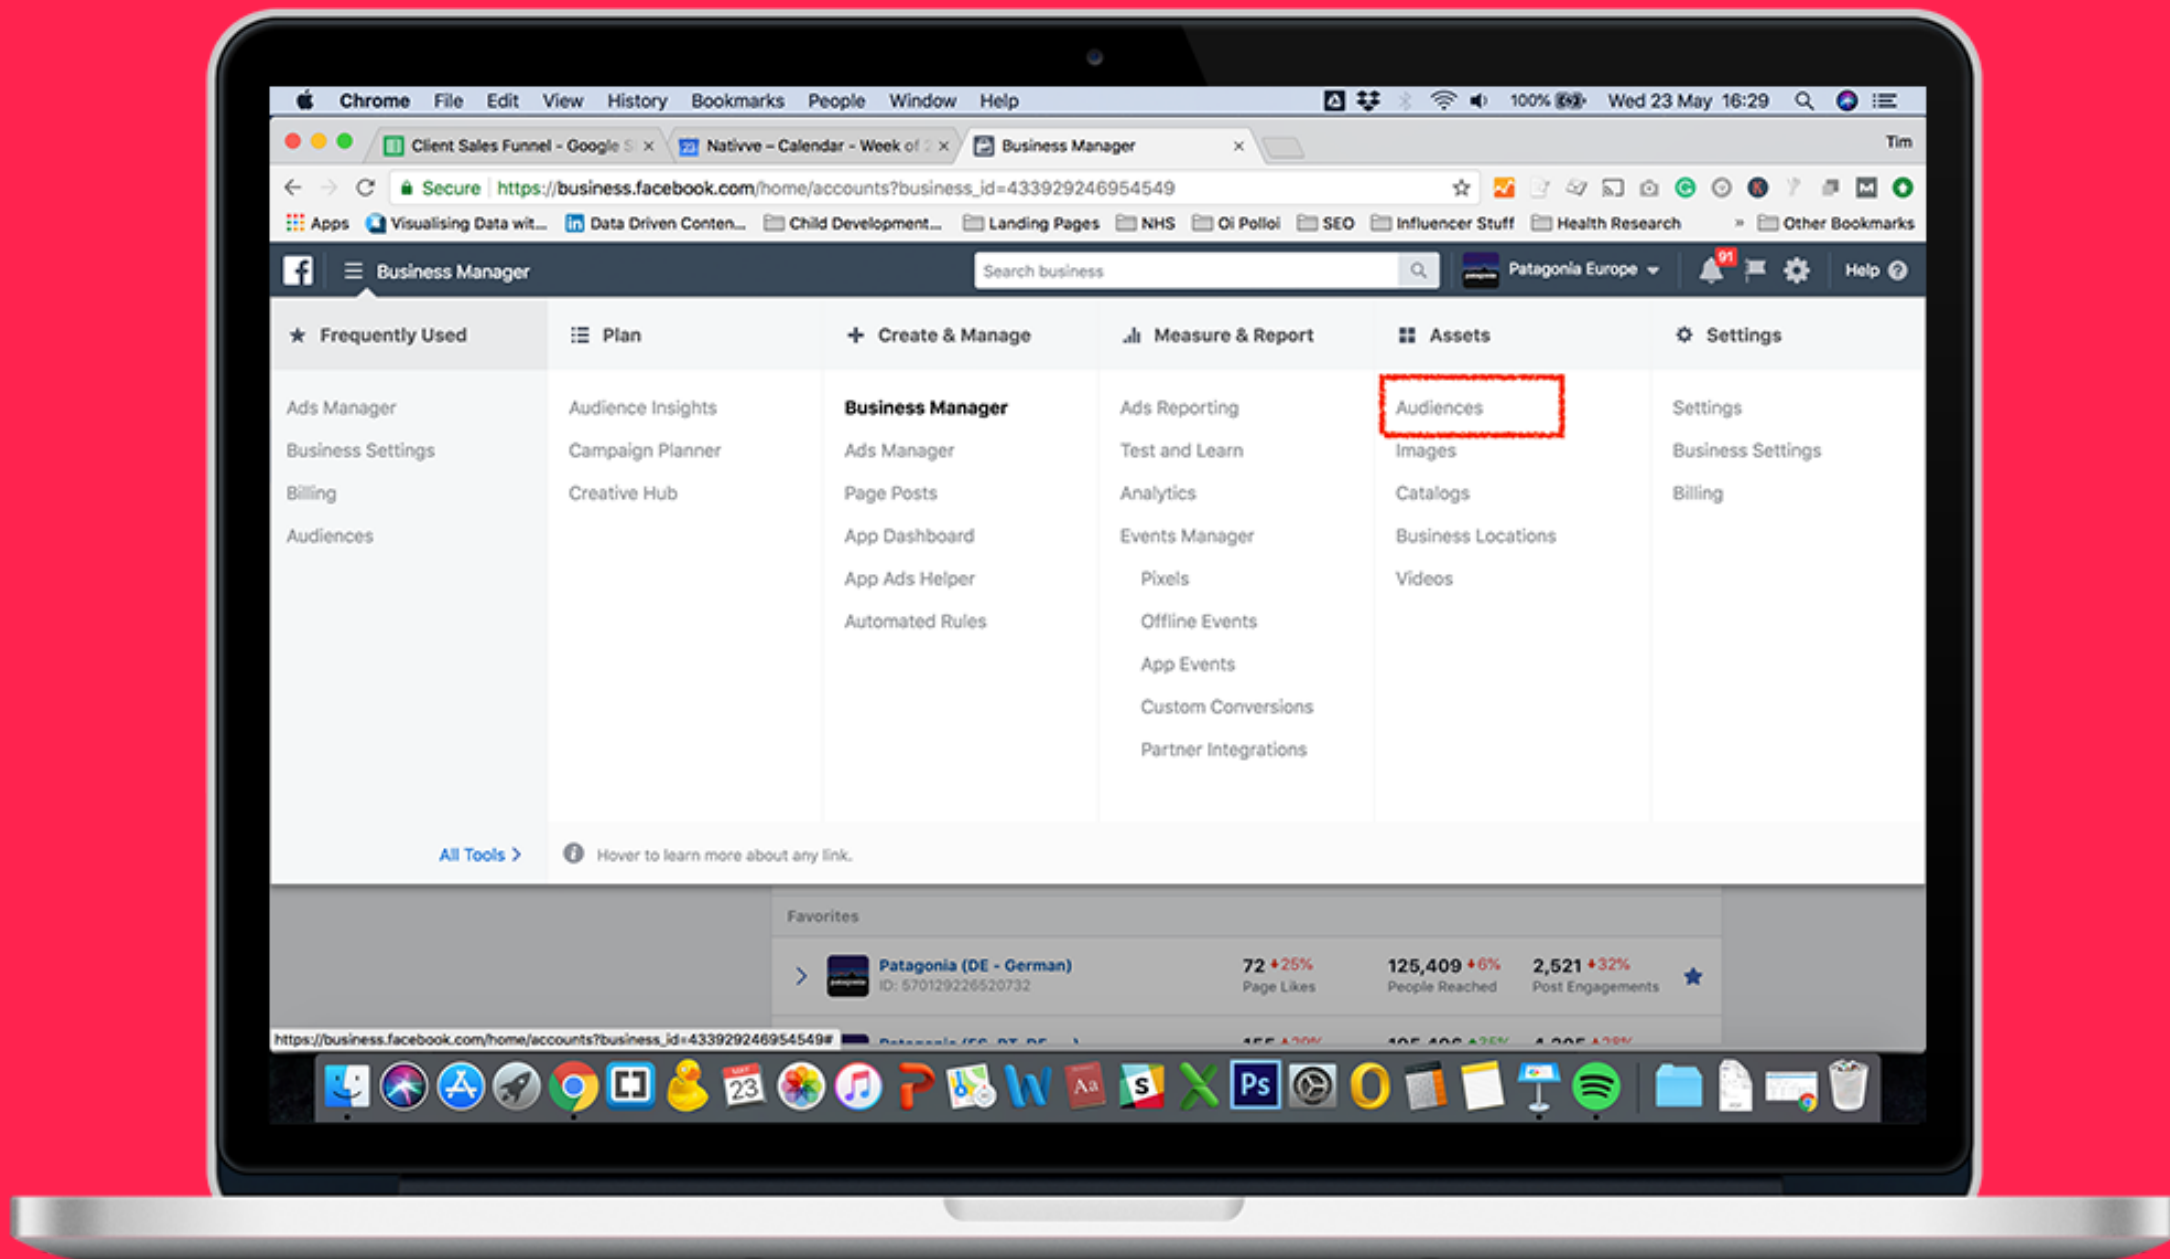 Chrome File Edit View History Bookmarks People Window Help 100% Wed 23 May 16:29
Client Sales Funnel - Google S Nativve – Calendar - Week of 2 Business Manager Tim
Secure https://business.facebook.com/home/accounts?business_id=433929246954549
Apps Visualising Data wit... Data Driven Conten... Child Development... Landing Pages NHS Oi Polloi SEO Influencer Stuff Health Research » Other Bookmarks
Business Manager Search business Patagonia Europe 91 Help
Frequently Used Plan Create & Manage Measure & Report Assets Settings
Ads Manager Audience Insights Business Manager Ads Reporting Audiences Settings
Business Settings Campaign Planner Ads Manager Test and Learn Images Business Settings
Billing Creative Hub Page Posts Analytics Catalogs Billing
Audiences App Dashboard Events Manager Business Locations
App Ads Helper Pixels Videos
Automated Rules Offline Events
App Events
Custom Conversions
Partner Integrations
All Tools Hover to learn more about any link.
Favorites
Patagonia (DE - German) 72 25% 125,409 6% 2,521 32%
ID: 570129226520732 Page Likes People Reached Post Engagements
https://business.facebook.com/home/accounts?business_id=433929246954549#
MAY
23 Aa S Ps